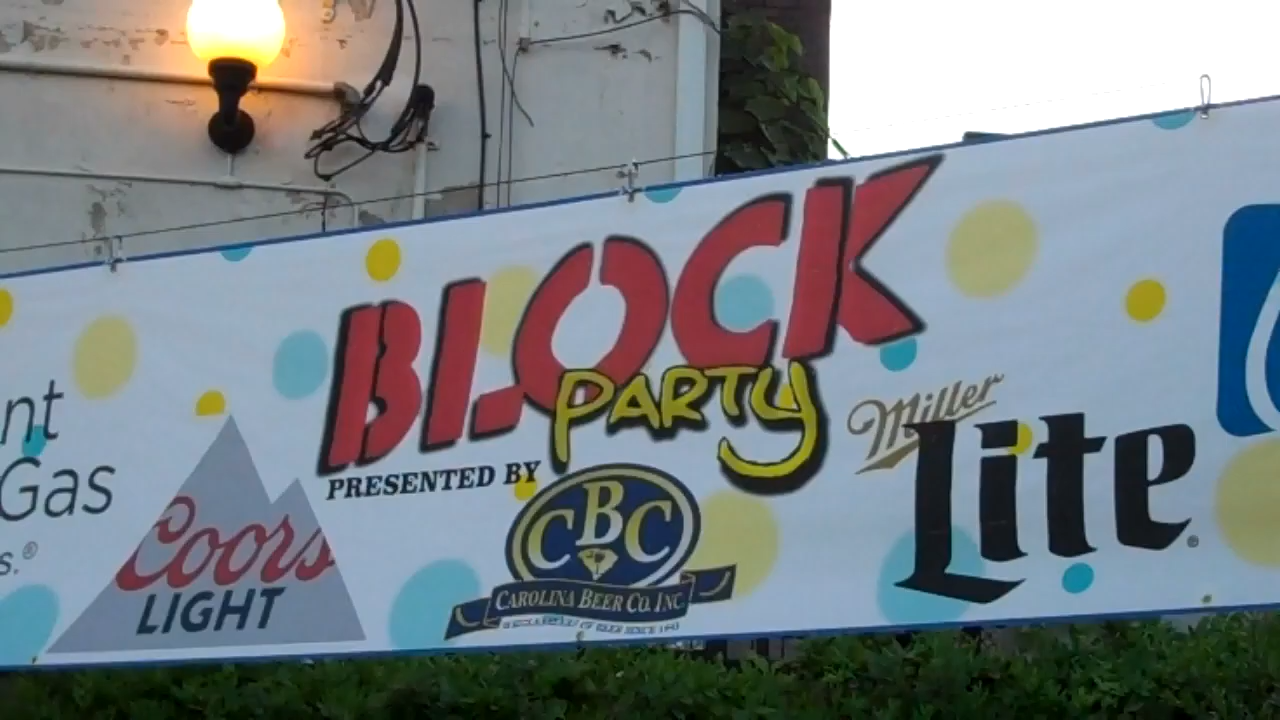 BLOCK
PARTY
PRESENTED BY
CBC
CAROLINA BEER CO. INC
Coors
LIGHT
Miller
Lite
nt
Gas
s.®